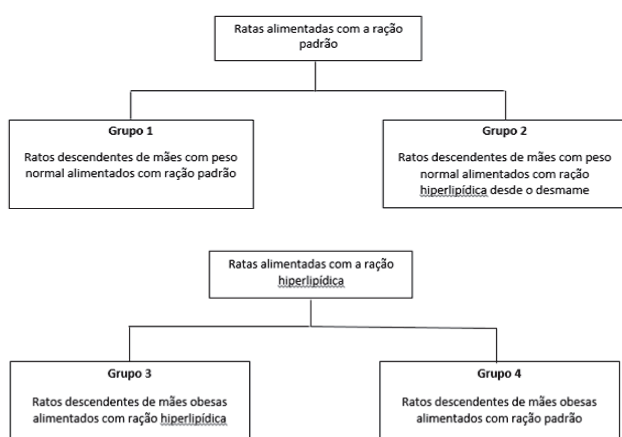 Ratas alimentadas com a ração
padrão
Grupo 1
Ratos descendentes de mães com peso
normal alimentados com ração padrão
Grupo 2
Ratos descendentes de mães com peso
normal alimentados com ração
hiperlipídica desde o desmame
Ratas alimentadas com a ração
hiperlipídica
Grupo 3
Ratos descendentes de mães obesas
alimentados com ração hiperlipídica
Grupo 4
Ratos descendentes de mães obesas
alimentados com ração padrão